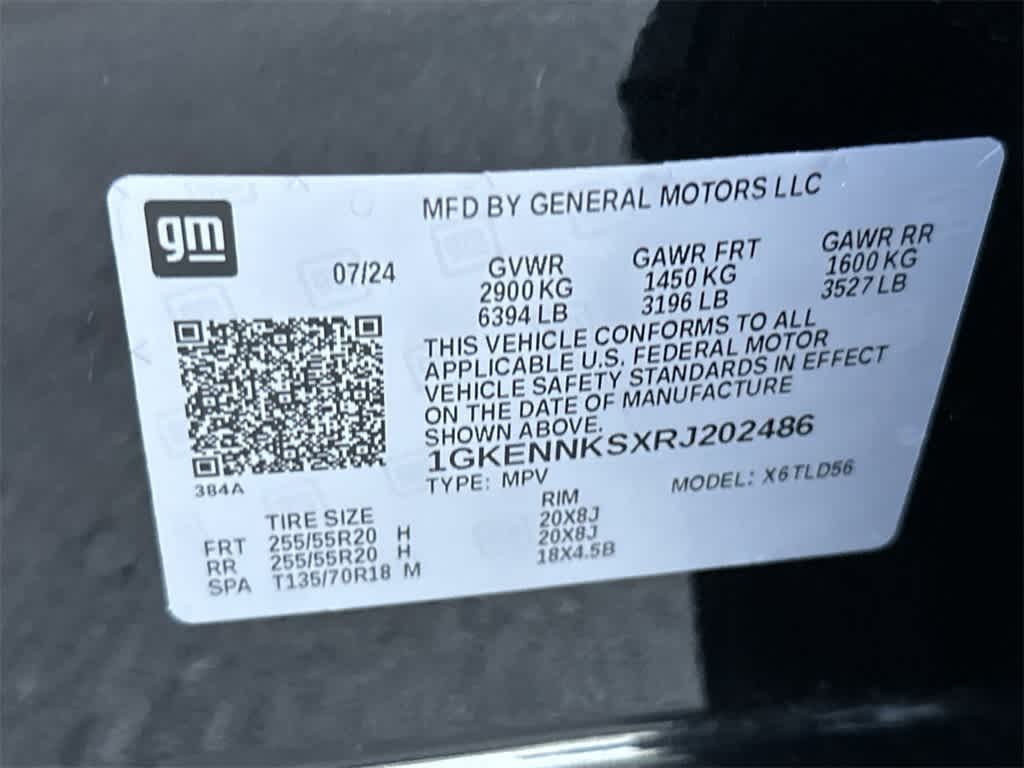 gm
MFD BY GENERAL MOTORS LLC
07/24
GVWR GAWR FRT GAWR RR
2900 KG 1450 KG 1600 KG
6394 LB 3196 LB 3527 LB
THIS VEHICLE CONFORMS TO ALL
APPLICABLE U.S. FEDERAL MOTOR
VEHICLE SAFETY STANDARDS IN EFFECT
ON THE DATE OF MANUFACTURE
SHOWN ABOVE.
1GKENNKSXRJ202486
384A
TYPE: MPV MODEL: X6TLD56
TIRE SIZE RIM
FRT 255/55R20 H 20X8J
RR 255/55R20 H 20X8J
SPA T135/70R18 M 18X4.5B